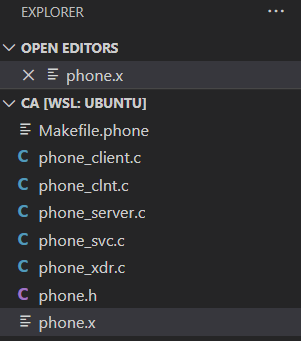 EXPLORER ...
OPEN EDITORS
phone.x
CA [WSL: UBUNTU]
Makefile.phone
C phone_client.c
C phone_clnt.c
C phone_server.c
C phone_svc.c
C phone_xdr.c
C phone.h
phone.x